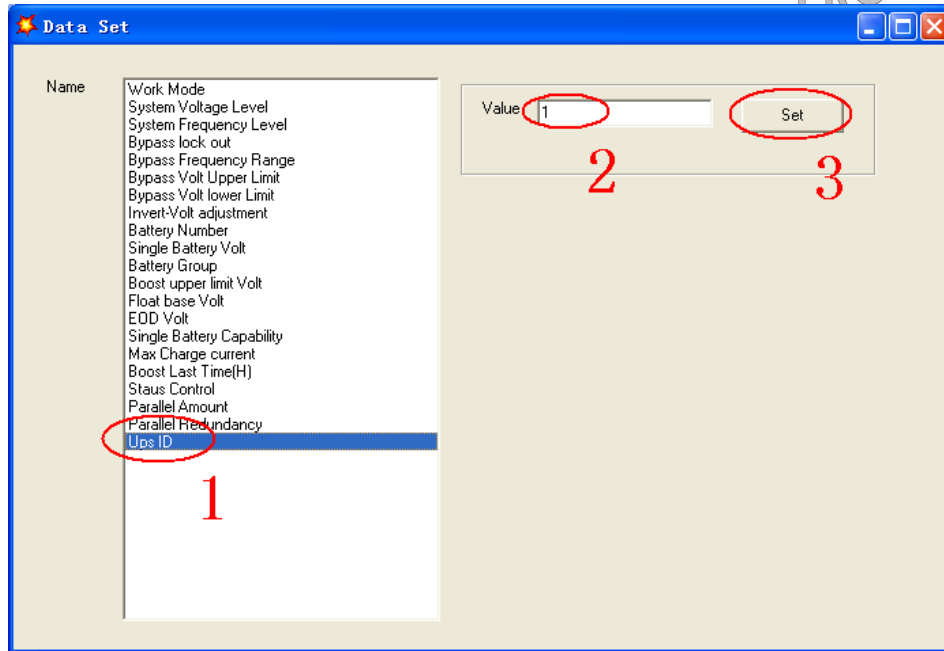 Data Set
Name
Work Mode
System Voltage Level
System Frequency Level
Bypass lock out
Bypass Frequency Range
Bypass Volt Upper Limit
Bypass Volt lower Limit
Invert-Volt adjustment
Battery Number
Single Battery Volt
Battery Group
Boost upper limit Volt
Float base Volt
EOD Volt
Single Battery Capability
Max Charge current
Boost Last Time(H)
Staus Control
Parallel Amount
Parallel Redundancy
Ups ID
1
Value 1 Set
2 3